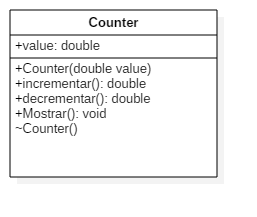 Counter
+value: double
+Counter(double value)
+incrementar(): double
+decrementar(): double
+Mostrar(): void
~Counter()